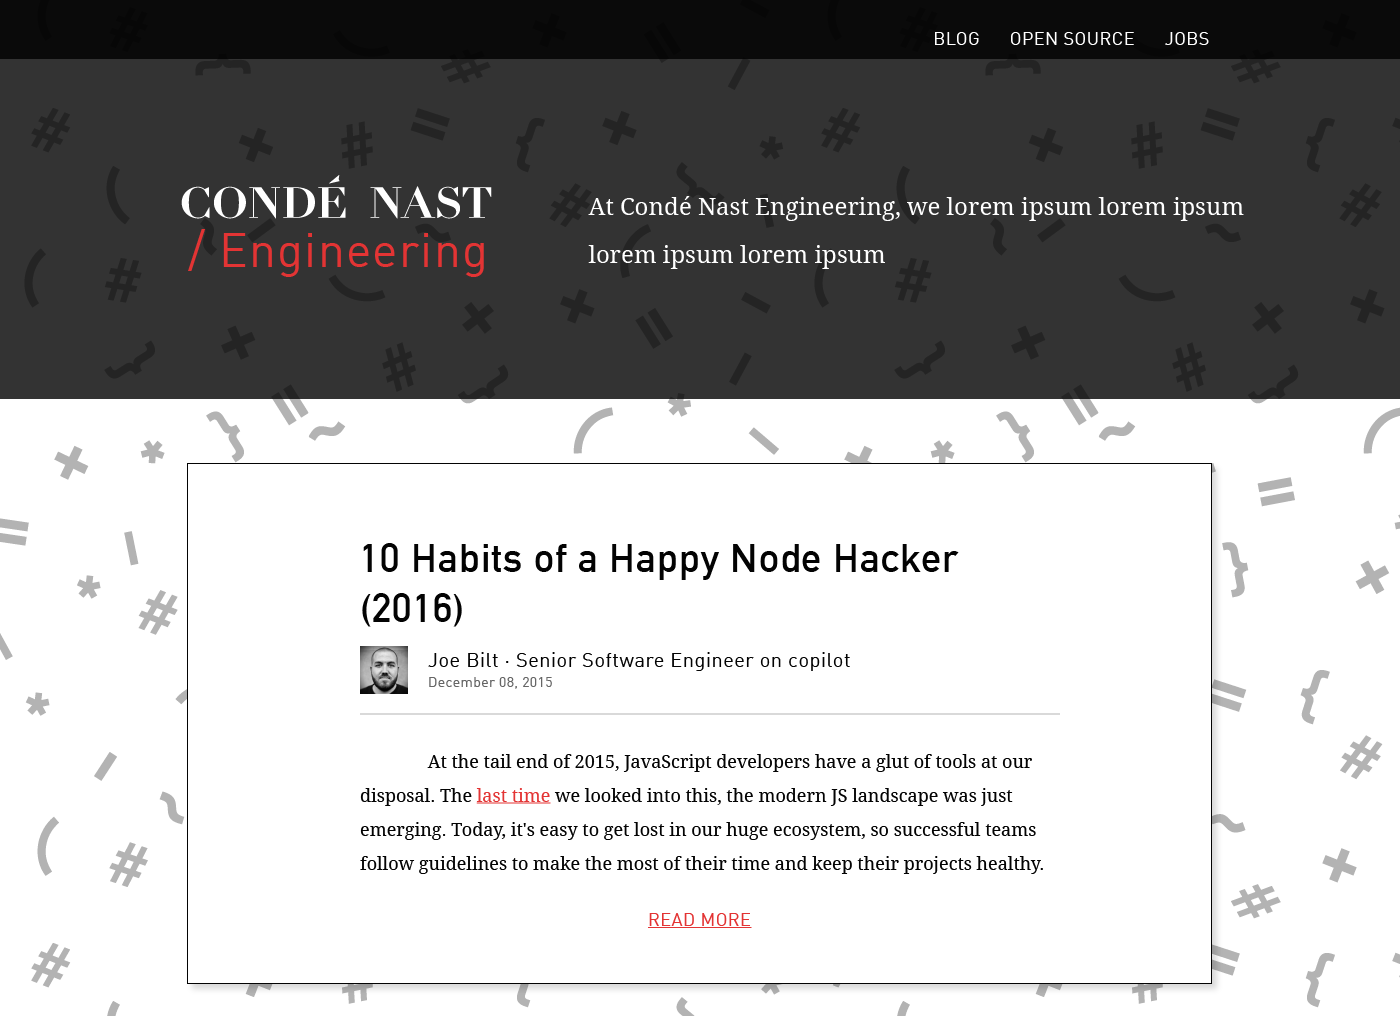 BLOG OPEN SOURCE JOBS
CONDÉ NAST
/ Engineering
At Condé Nast Engineering, we lorem ipsum lorem ipsum
lorem ipsum lorem ipsum
10 Habits of a Happy Node Hacker
(2016)
Joe Bilt · Senior Software Engineer on copilot
December 08, 2015
At the tail end of 2015, JavaScript developers have a glut of tools at our
disposal. The last time we looked into this, the modern JS landscape was just
emerging. Today, it's easy to get lost in our huge ecosystem, so successful teams
follow guidelines to make the most of their time and keep their projects healthy.
READ MORE